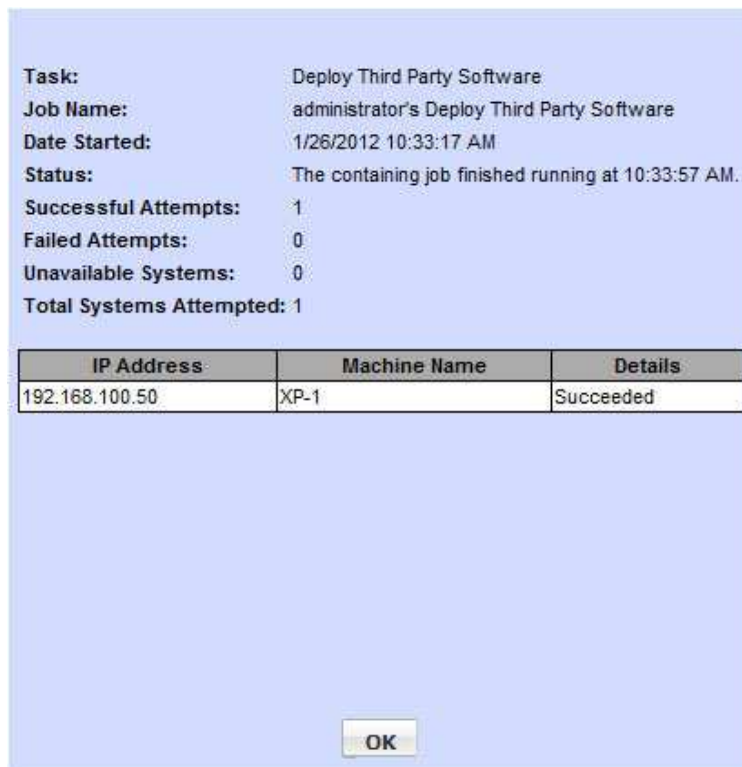 Task: Deploy Third Party Software
Job Name: administrator's Deploy Third Party Software
Date Started: 1/26/2012 10:33:17 AM
Status: The containing job finished running at 10:33:57 AM.
Successful Attempts: 1
Failed Attempts: 0
Unavailable Systems: 0
Total Systems Attempted: 1
IP Address Machine Name Details
192.168.100.50 XP-1 Succeeded
OK